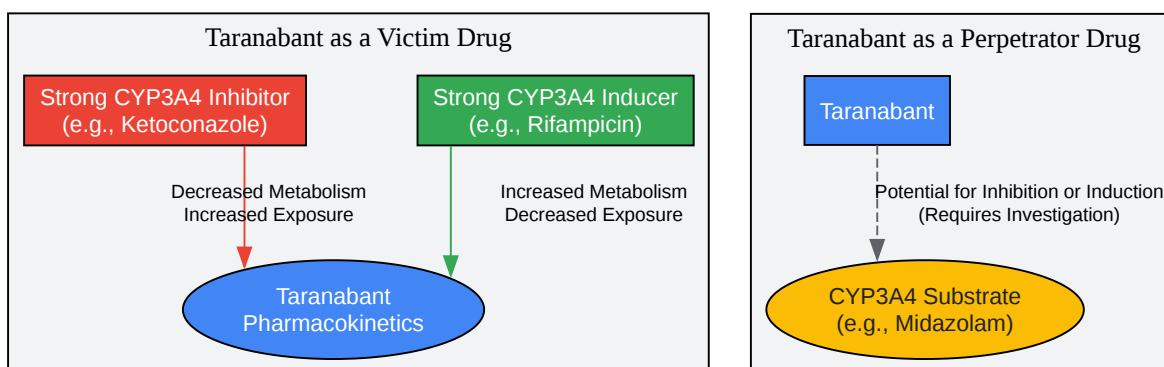 Taranabant as a Victim Drug
Strong CYP3A4 Inhibitor
(e.g., Ketoconazole)
Strong CYP3A4 Inducer
(e.g., Rifampicin)
Decreased Metabolism
Increased Exposure
Increased Metabolism
Decreased Exposure
Taranabant
Pharmacokinetics
Taranabant as a Perpetrator Drug
Taranabant
Potential for Inhibition or Induction
(Requires Investigation)
CYP3A4 Substrate
(e.g., Midazolam)